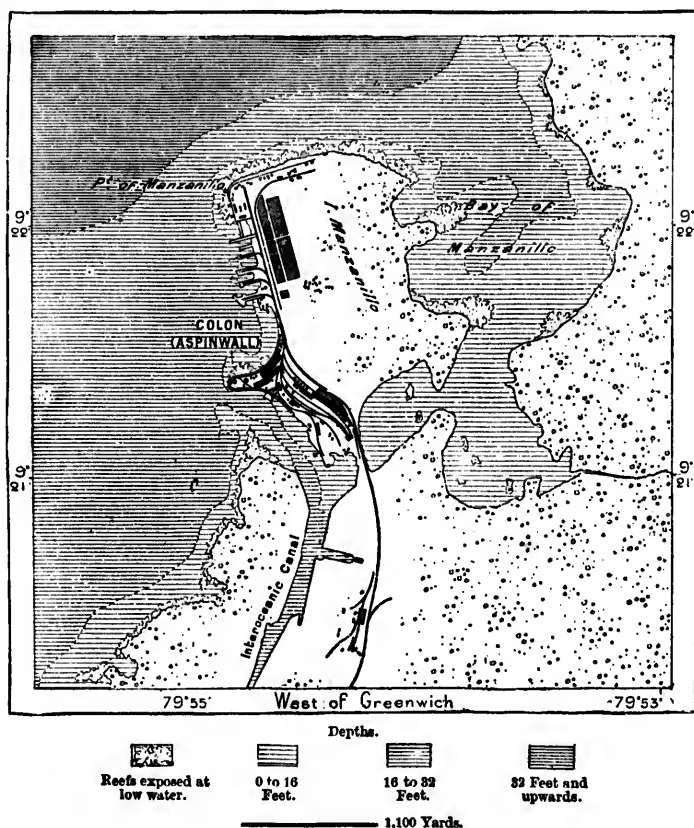 Pt. of Manzanillo
I. Manzanillo
Bay of
Manzanillo
9°
22'
9°
22'
COLON
(ASPINWALL)
9°
21'
9°
21'
Interoceanic Canal
79°55'
West of Greenwich
79°53'
Depths.
Reefs exposed at
low water.
0 to 16
Feet.
16 to 32
Feet.
32 Feet and
upwards.
1,100 Yards.